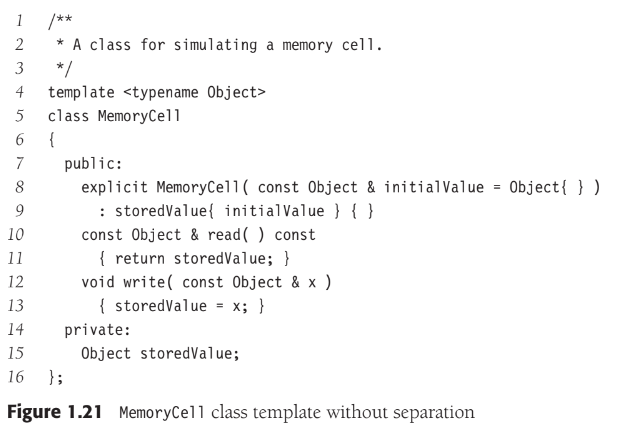 1 /**
2 * A class for simulating a memory cell.
3 */
4 template <typename Object>
5 class MemoryCell
6 {
7 public:
8 explicit MemoryCell( const Object & initialValue = Object{ } )
9 : storedValue{ initialValue } { }
10 const Object & read( ) const
11 { return storedValue; }
12 void write( const Object & x )
13 { storedValue = x; }
14 private:
15 Object storedValue;
16 };
Figure 1.21 MemoryCell class template without separation